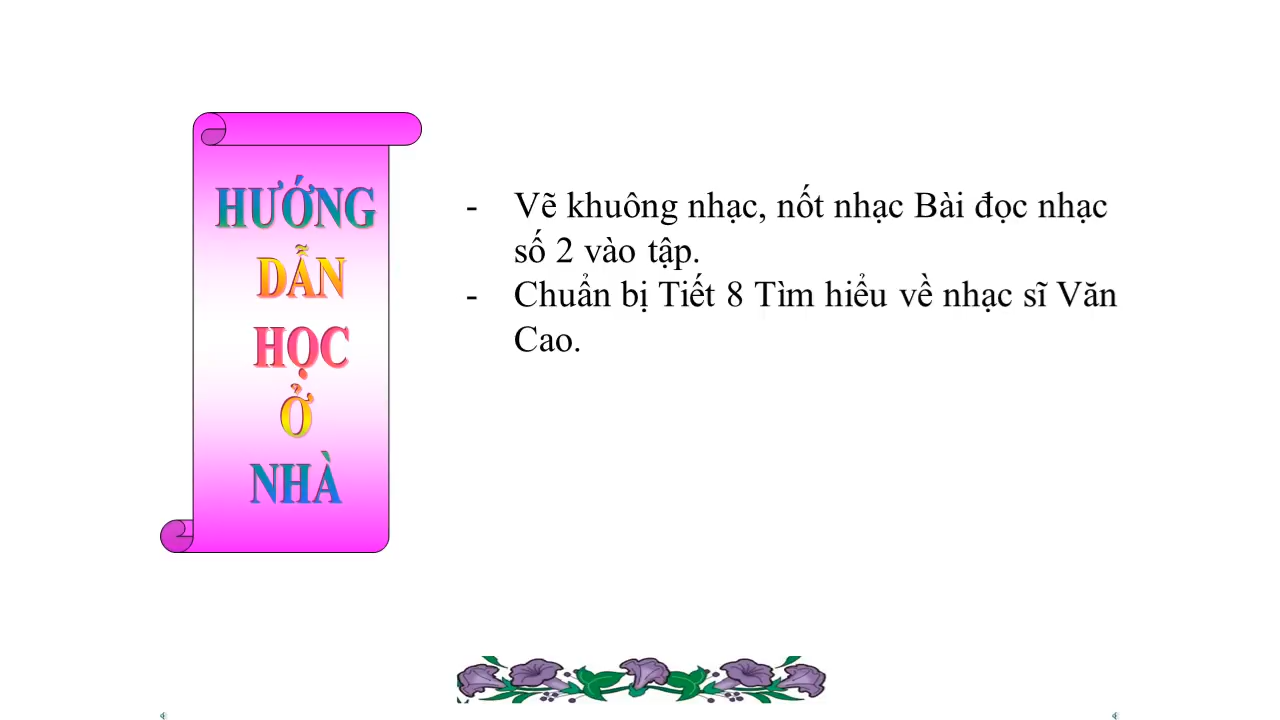 HƯỚNG
DẪN
HỌC
Ở
NHÀ
- Vẽ khuông nhạc, nốt nhạc Bài đọc nhạc
số 2 vào tập.
- Chuẩn bị Tiết 8 Tìm hiểu về nhạc sĩ Văn
Cao.